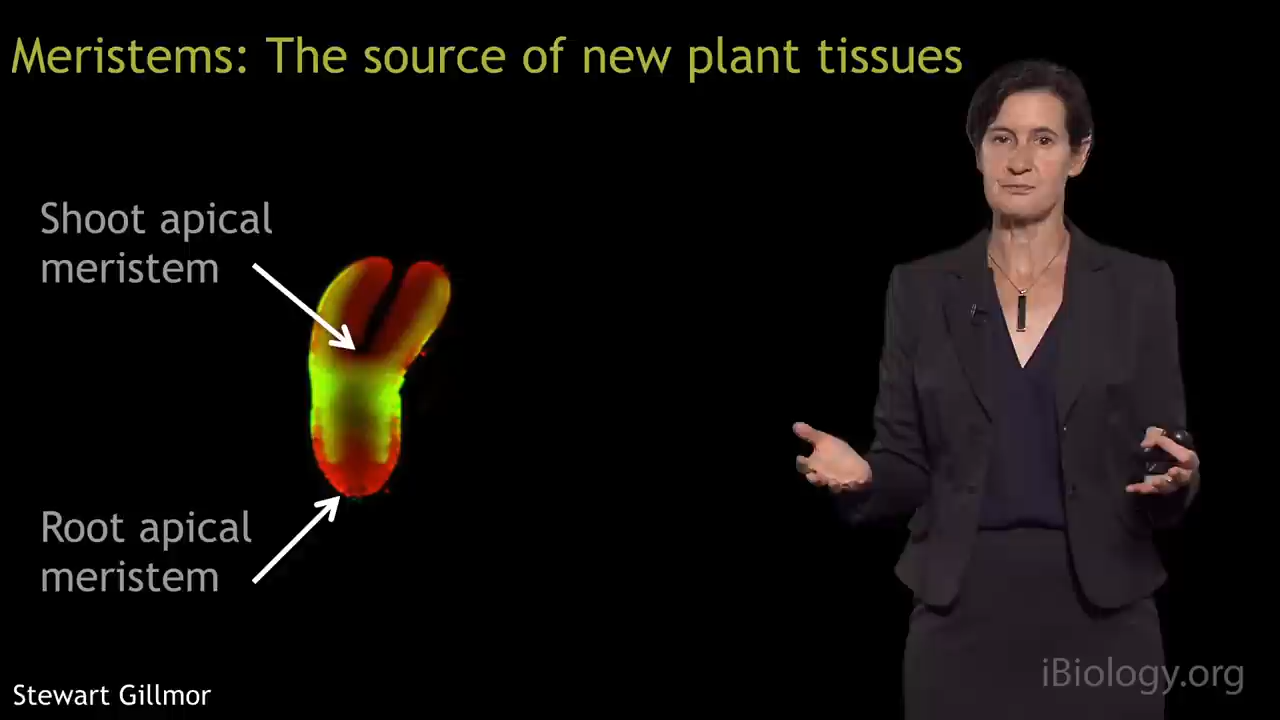 Meristems: The source of new plant tissues
Shoot apical
meristem
Root apical
meristem
Stewart Gillmor
iBiology.org